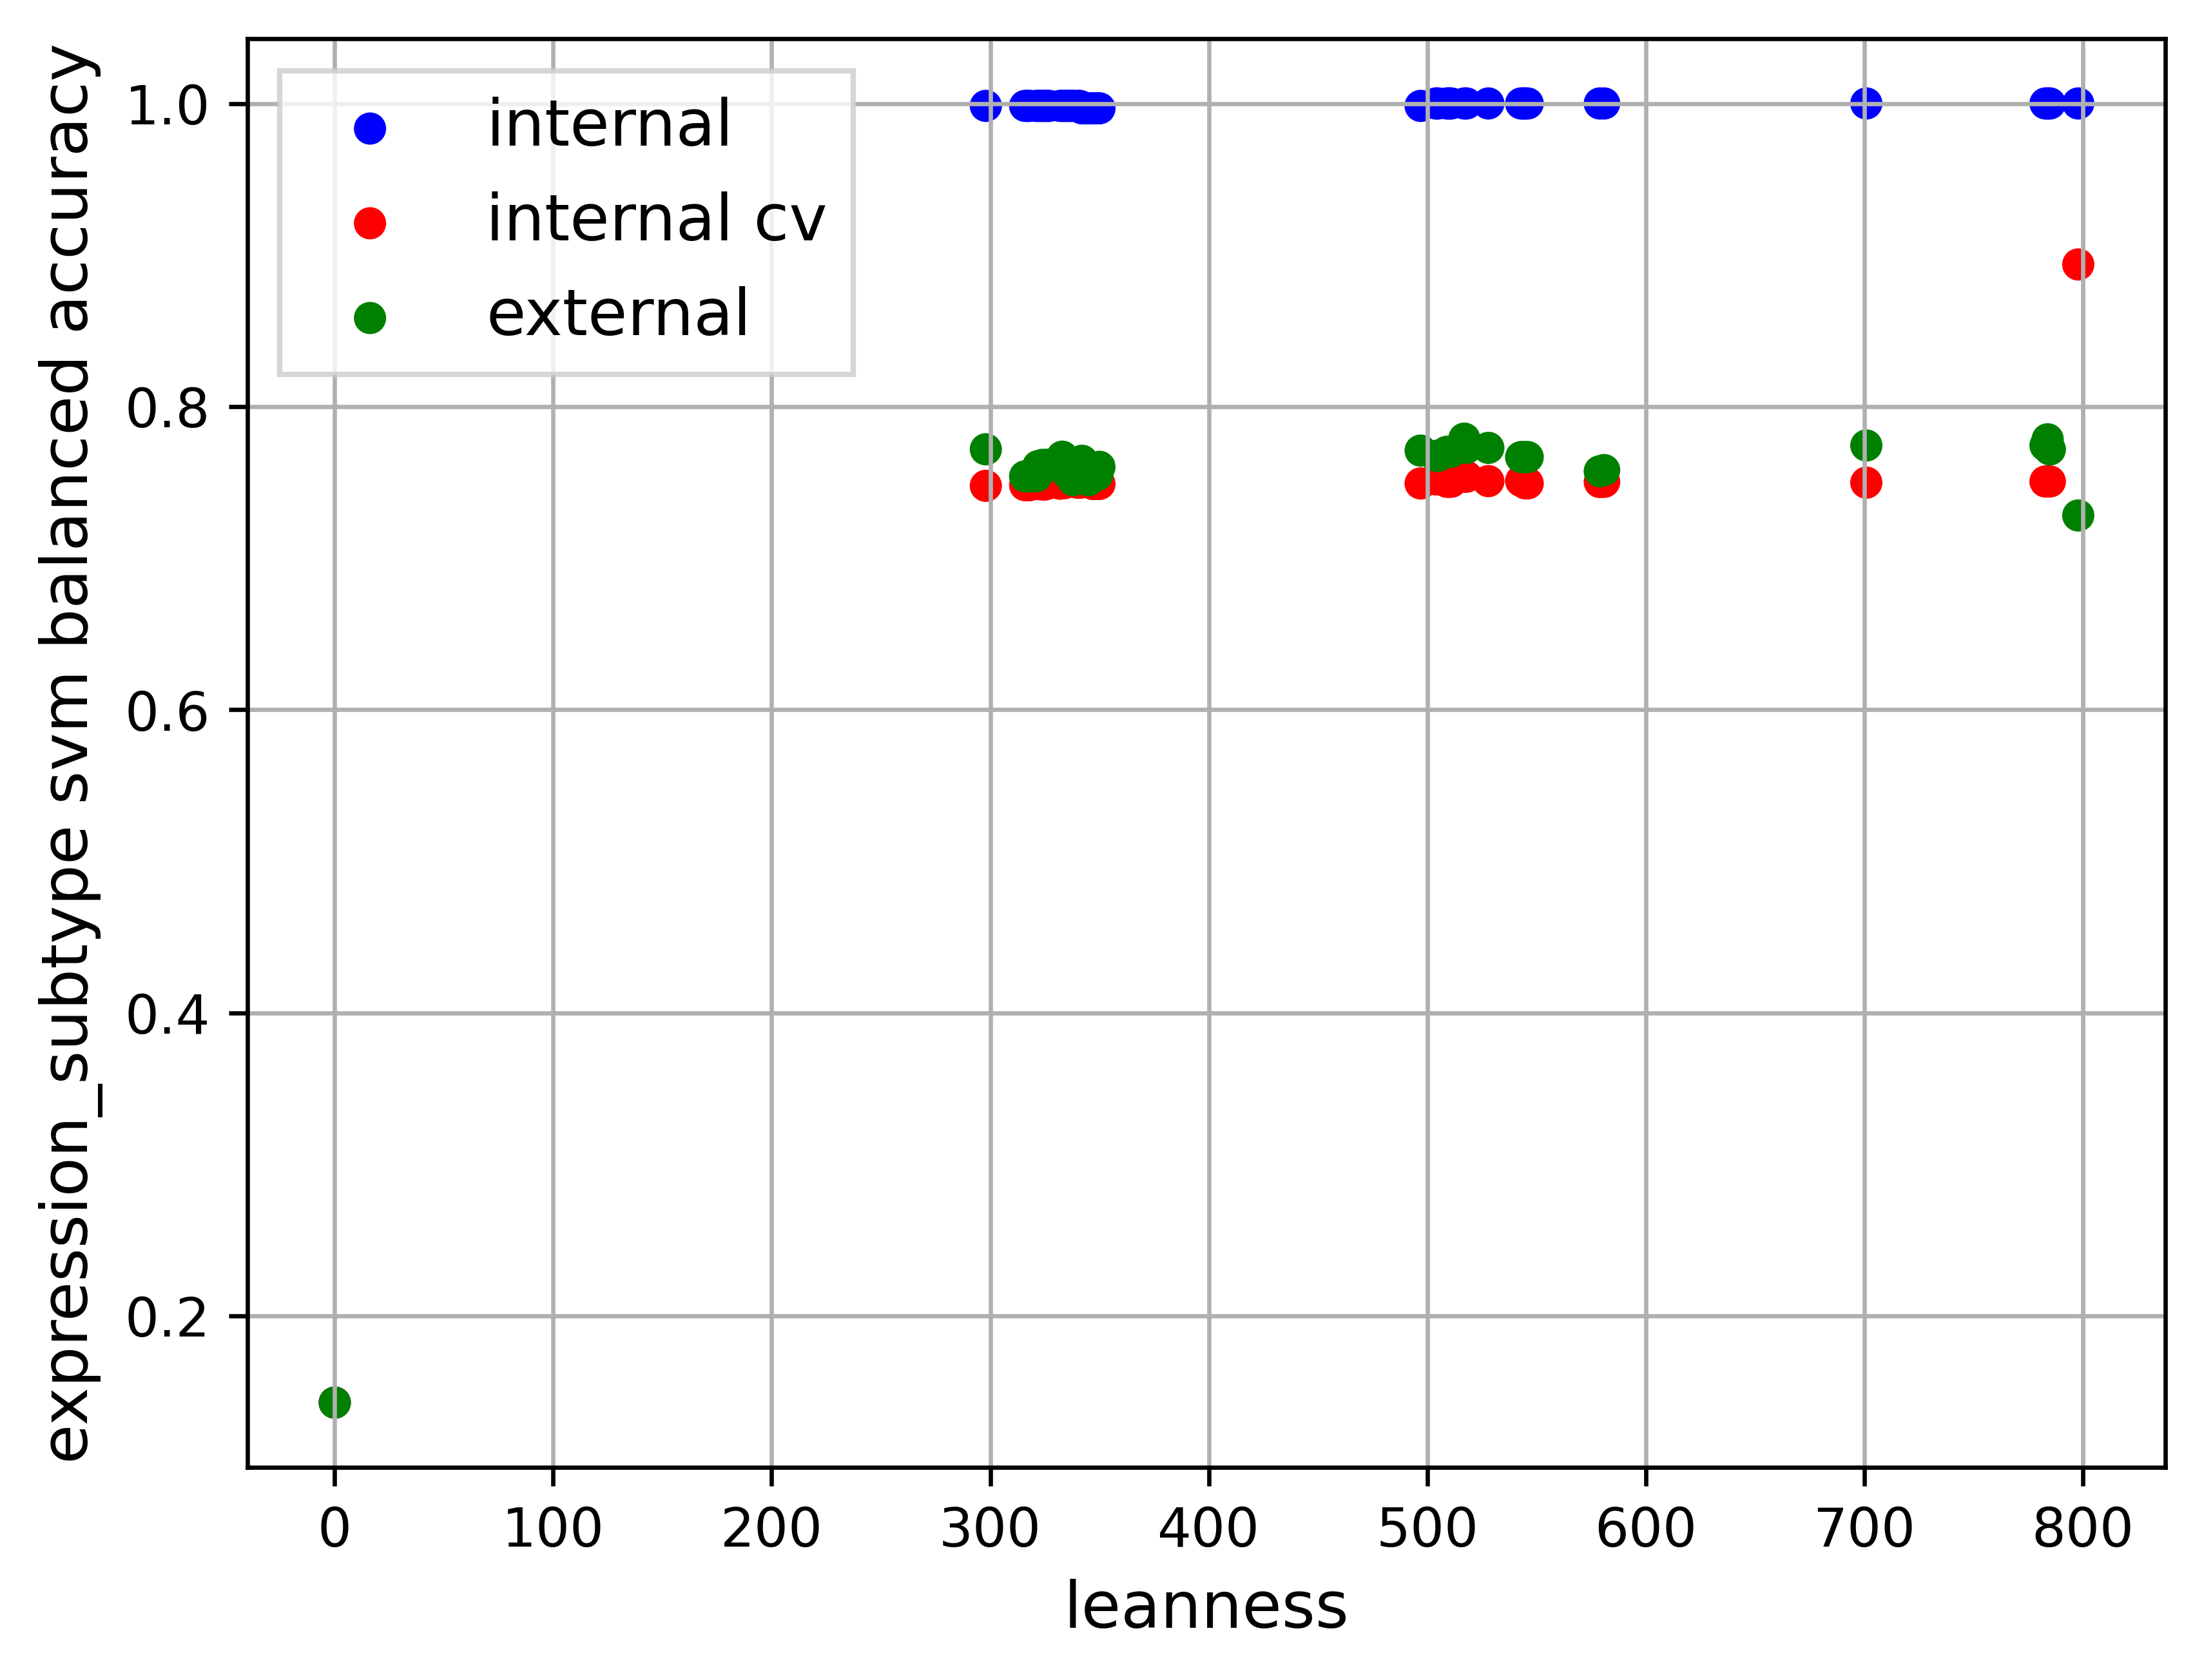 expression_subtype svm balanced accuracy
1.0
0.8
0.6
0.4
0.2
internal
internal cv
external
0 100 200 300 400 500 600 700 800
leanness